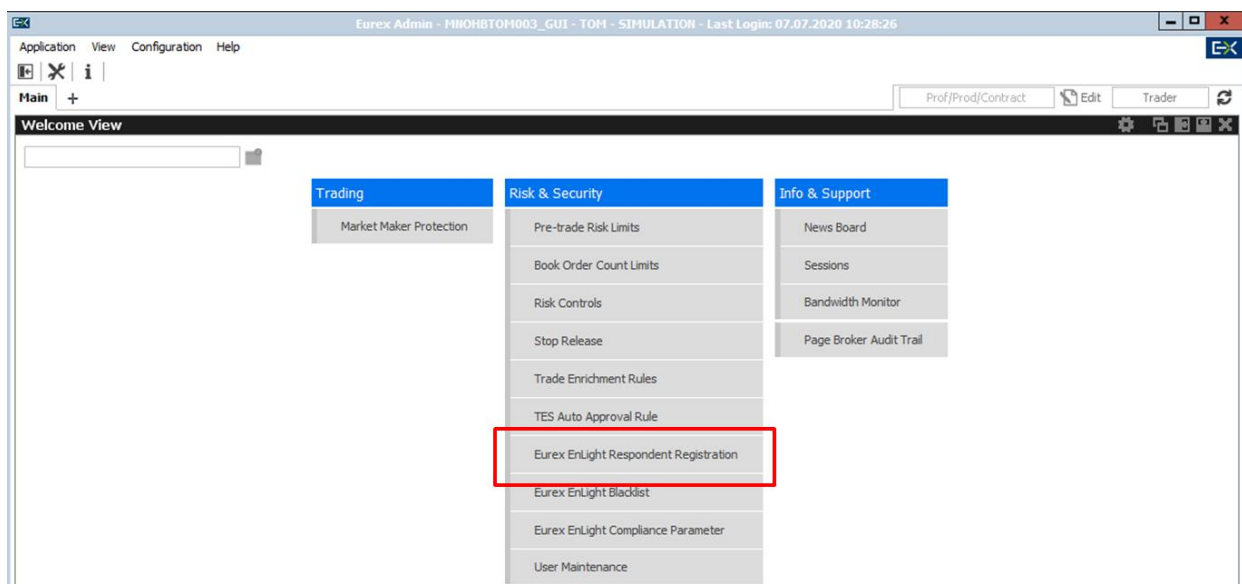 EX Eurex Admin - MNOHBTOM003_GUI - TOM - SIMULATION - Last Login: 07.07.2020 10:28:26
Application View Configuration Help
EX
i
Main + Prof/Prod/Contract Edit Trader
Welcome View
Trading
Market Maker Protection
Risk & Security
Pre-trade Risk Limits
Book Order Count Limits
Risk Controls
Stop Release
Trade Enrichment Rules
TES Auto Approval Rule
Eurex EnLight Respondent Registration
Eurex EnLight Blacklist
Eurex EnLight Compliance Parameter
User Maintenance
Info & Support
News Board
Sessions
Bandwidth Monitor
Page Broker Audit Trail